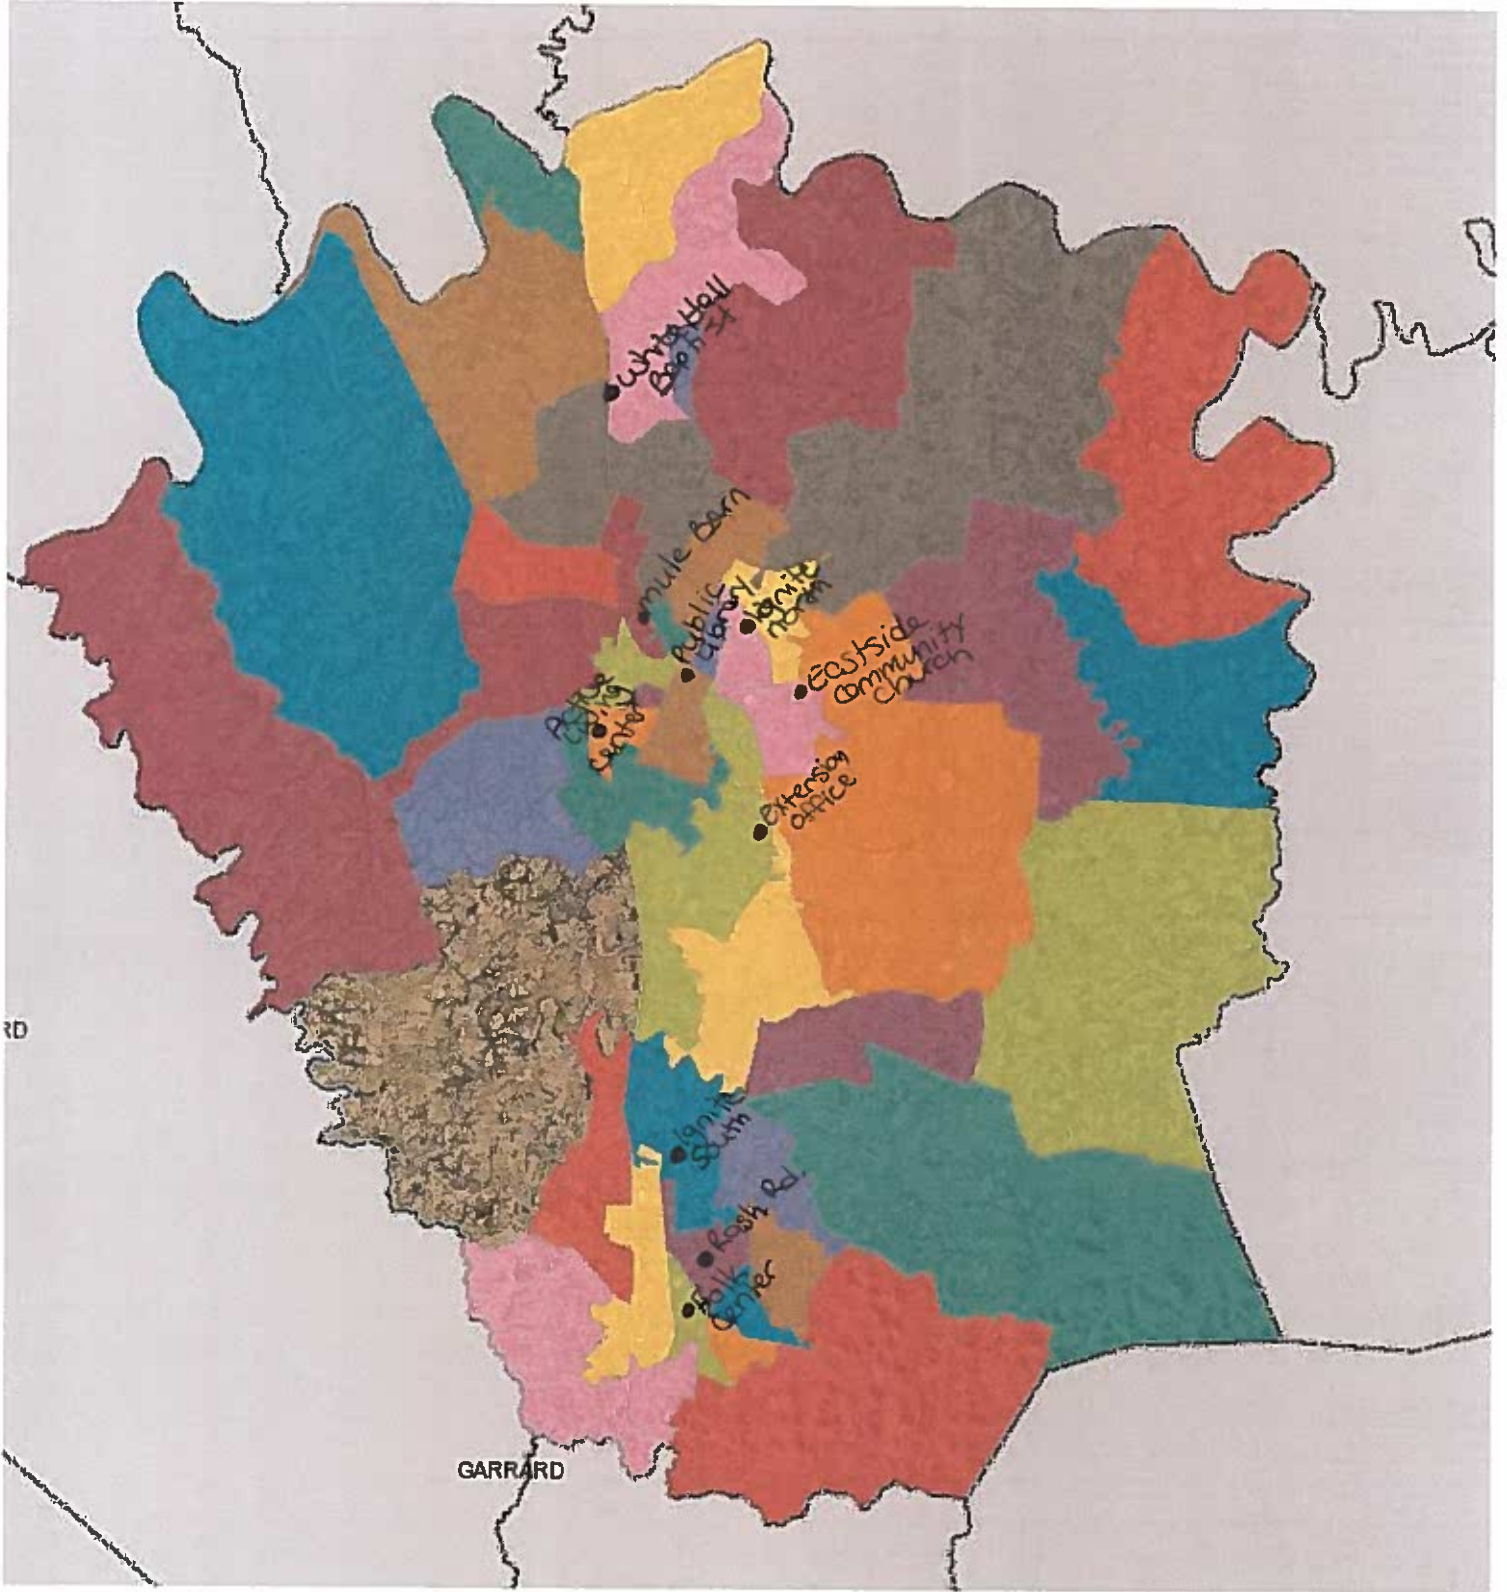 White Hall
Baptist
mule Barn
Public
Library
Ignite
north
Eastside
community
church
Active
Living
Center
Extension
office
RD
Ignite
South
Rash Rd.
Folk
Center
GARRARD